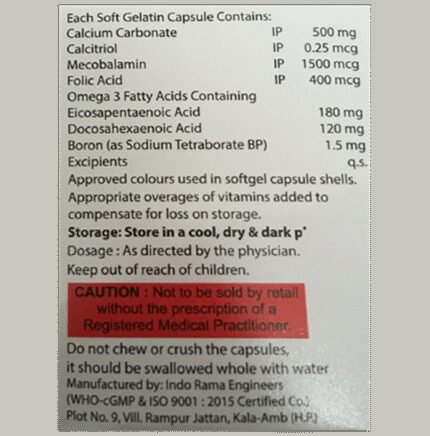 Each Soft Gelatin Capsule Contains:
Calcium Carbonate IP 500 mg
Calcitriol IP 0.25 mcg
Mecobalamin IP 1500 mcg
Folic Acid IP 400 mcg
Omega 3 Fatty Acids Containing
Eicosapentaenoic Acid 180 mg
Docosahexaenoic Acid 120 mg
Boron (as Sodium Tetraborate BP) 1.5 mg
Excipients q.s.
Approved colours used in softgel capsule shells.
Appropriate overages of vitamins added to
compensate for loss on storage.
Storage: Store in a cool, dry & dark p
Dosage : As directed by the physician.
Keep out of reach of children.
CAUTION : Not to be sold by retail
without the prescription of a
Registered Medical Practitioner.
Do not chew or crush the capsules,
it should be swallowed whole with water
Manufactured by: Indo Rama Engineers
(WHO-cGMP & ISO 9001 : 2015 Certified Co.)
Plot No. 9, Vill. Rampur Jattan, Kala-Amb (H.P.)